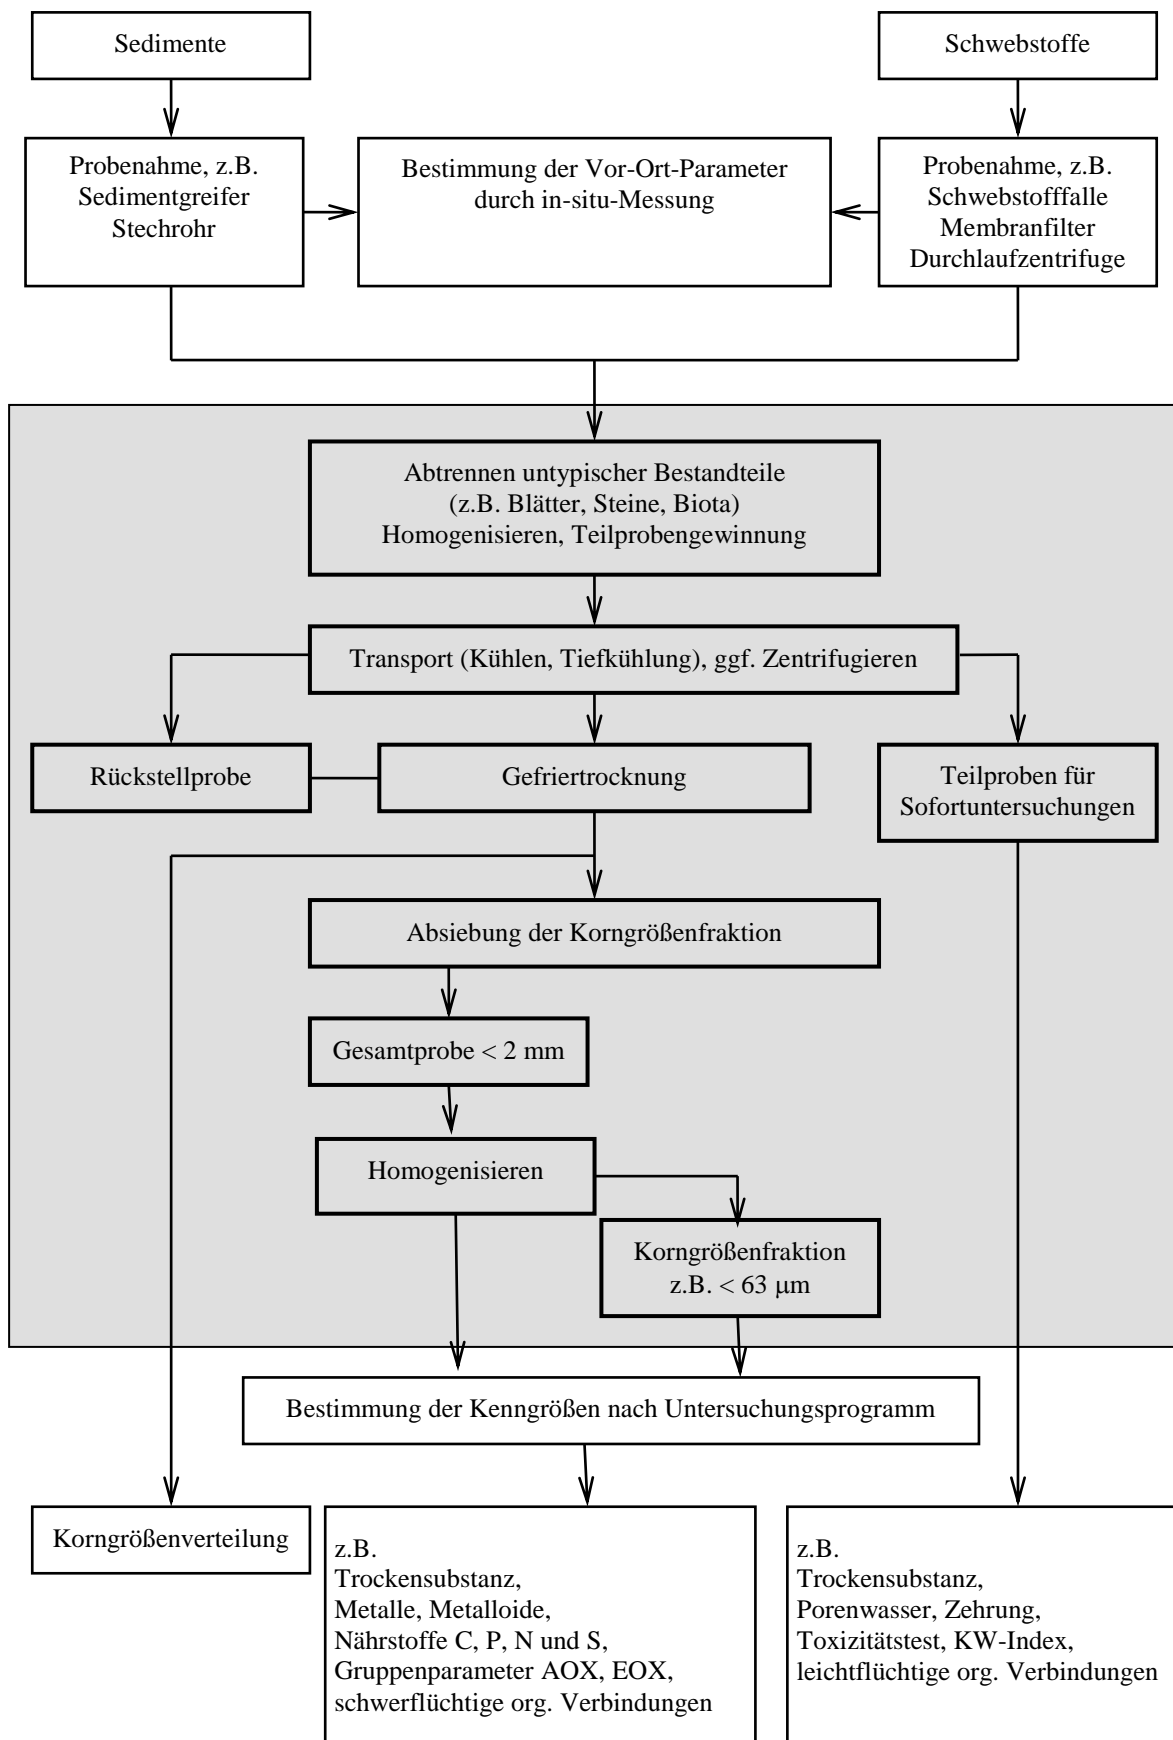 Sedimente
Schwebstoffe
Probenahme, z.B.
Sedimentgreifer
Stechrohr
Bestimmung der Vor-Ort-Parameter
durch in-situ-Messung
Probenahme, z.B.
Schwebstofffalle
Membranfilter
Durchlaufzentrifuge
Abtrennen untypischer Bestandteile
(z.B. Blätter, Steine, Biota)
Homogenisieren, Teilprobengewinnung
Transport (Kühlen, Tiefkühlung), ggf. Zentrifugieren
Rückstellprobe
Gefriertrocknung
Teilproben für
Sofortuntersuchungen
Absiebung der Korngrößenfraktion
Gesamtprobe < 2 mm
Homogenisieren
Korngrößenfraktion
z.B. < 63 µm
Bestimmung der Kenngrößen nach Untersuchungsprogramm
Korngrößenverteilung
z.B.
Trockensubstanz,
Metalle, Metalloide,
Nährstoffe C, P, N und S,
Gruppenparameter AOX, EOX,
schwerflüchtige org. Verbindungen
z.B.
Trockensubstanz,
Porenwasser, Zehrung,
Toxizitätstest, KW-Index,
leichtflüchtige org. Verbindungen